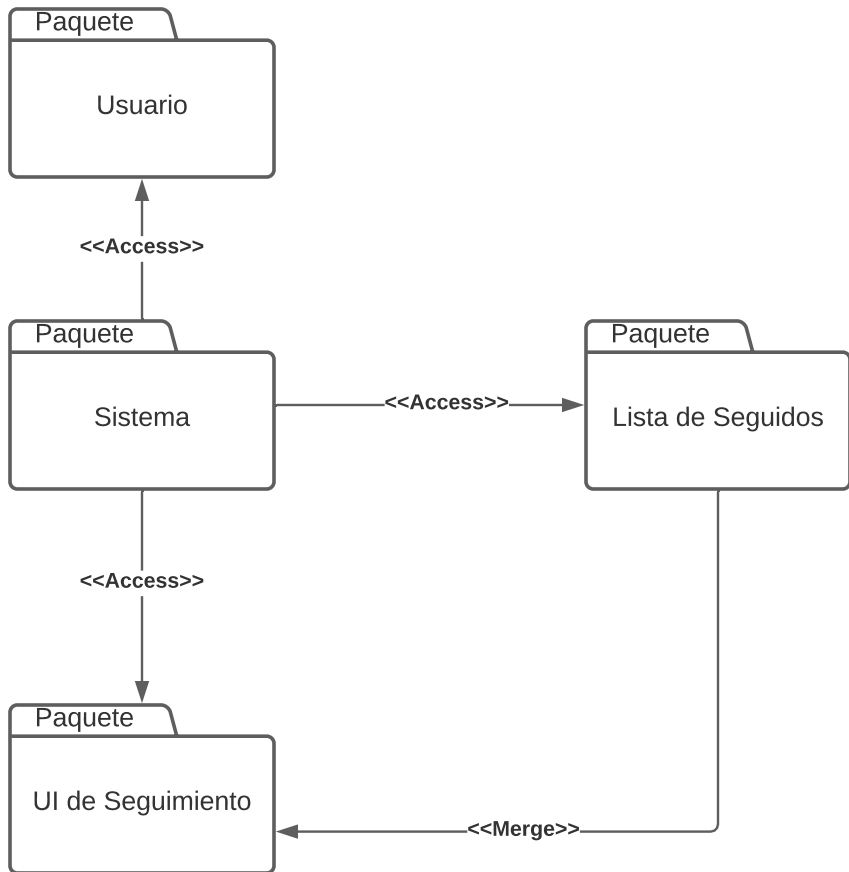 Paquete
Usuario
<<Access>>
Paquete
Sistema
<<Access>>
Paquete
Lista de Seguidos
<<Access>>
Paquete
UI de Seguimiento
<<Merge>>